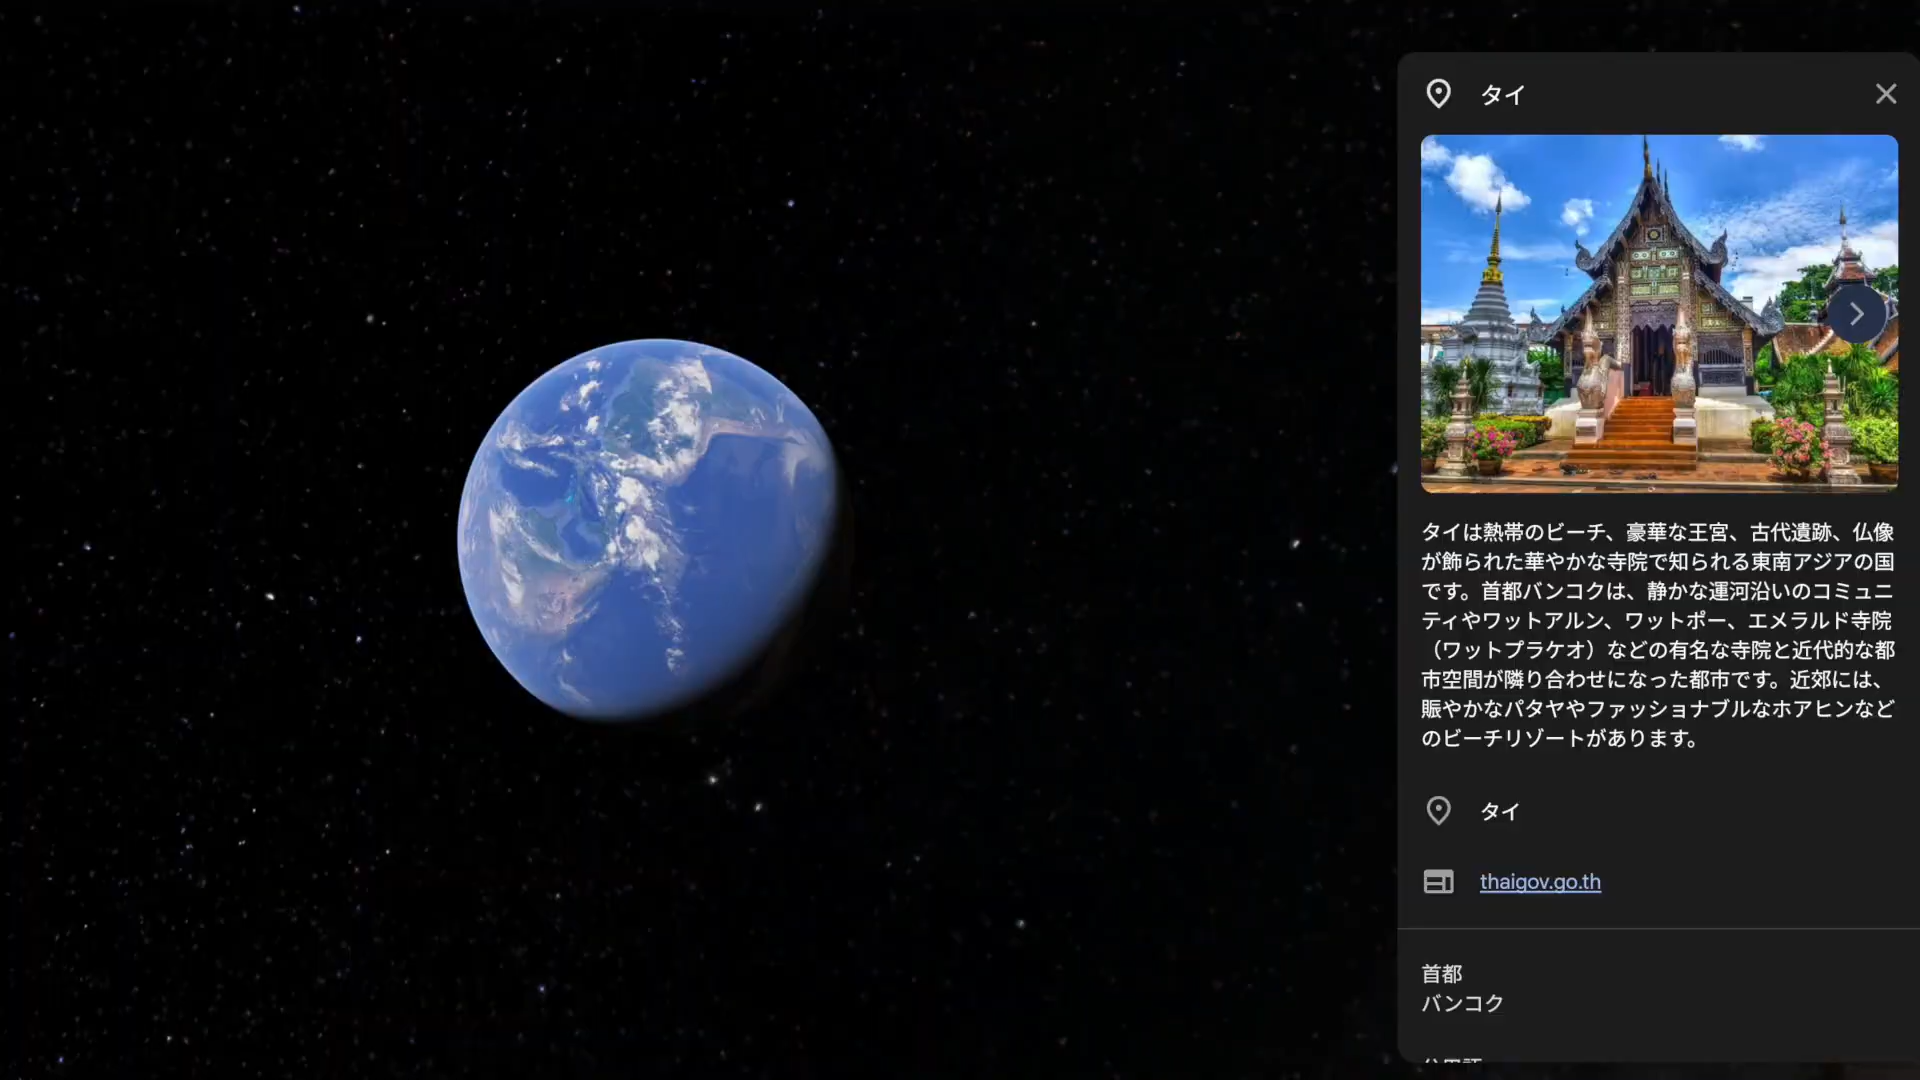 タイ
タイは熱帯のビーチ、豪華な王宮、古代遺跡、仏像
が飾られた華やかな寺院で知られる東南アジアの国
です。首都バンコクは、静かな運河沿いのコミュニ
ティやワットアルン、ワットポー、エメラルド寺院
（ワットプラケオ）などの有名な寺院と近代的な都
市空間が隣り合わせになった都市です。近郊には、
賑やかなパタヤやファッショナブルなホアヒンなど
のビーチリゾートがあります。
タイ
thaigov.go.th
首都
バンコク